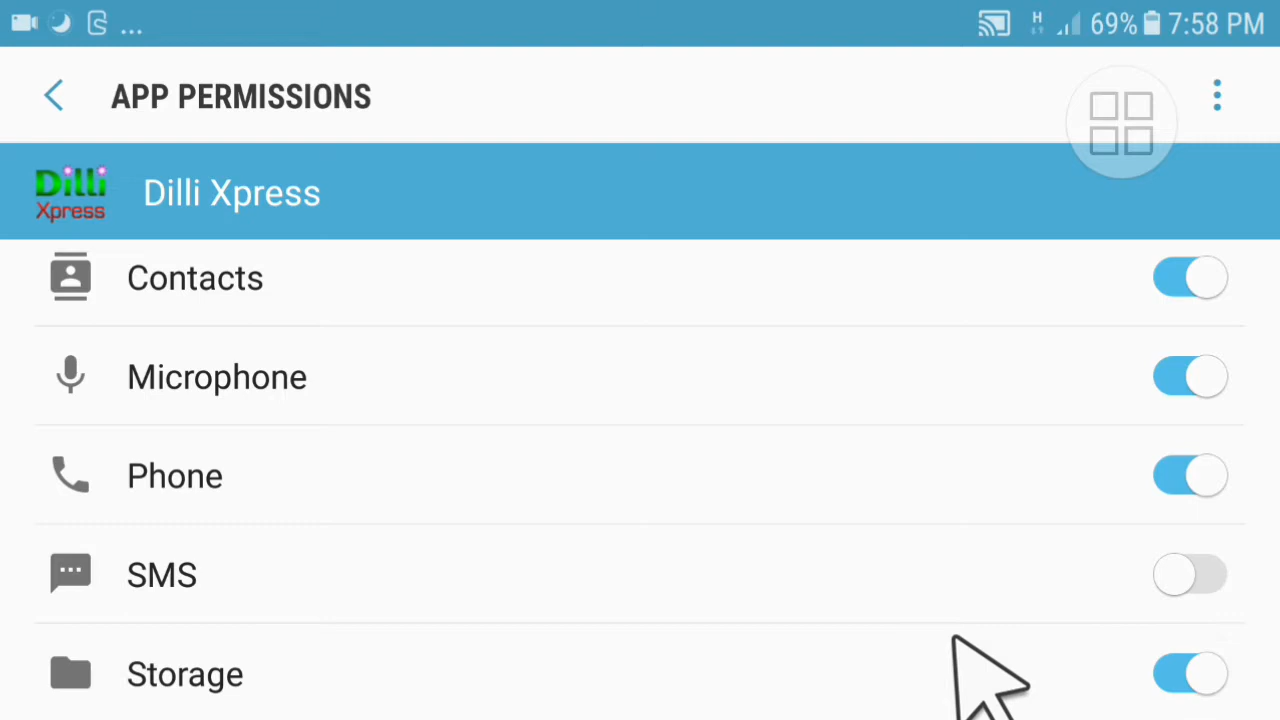 ... H 69% 7:58 PM
APP PERMISSIONS
Dilli
Xpress
Dilli Xpress
Contacts
Microphone
Phone
SMS
Storage